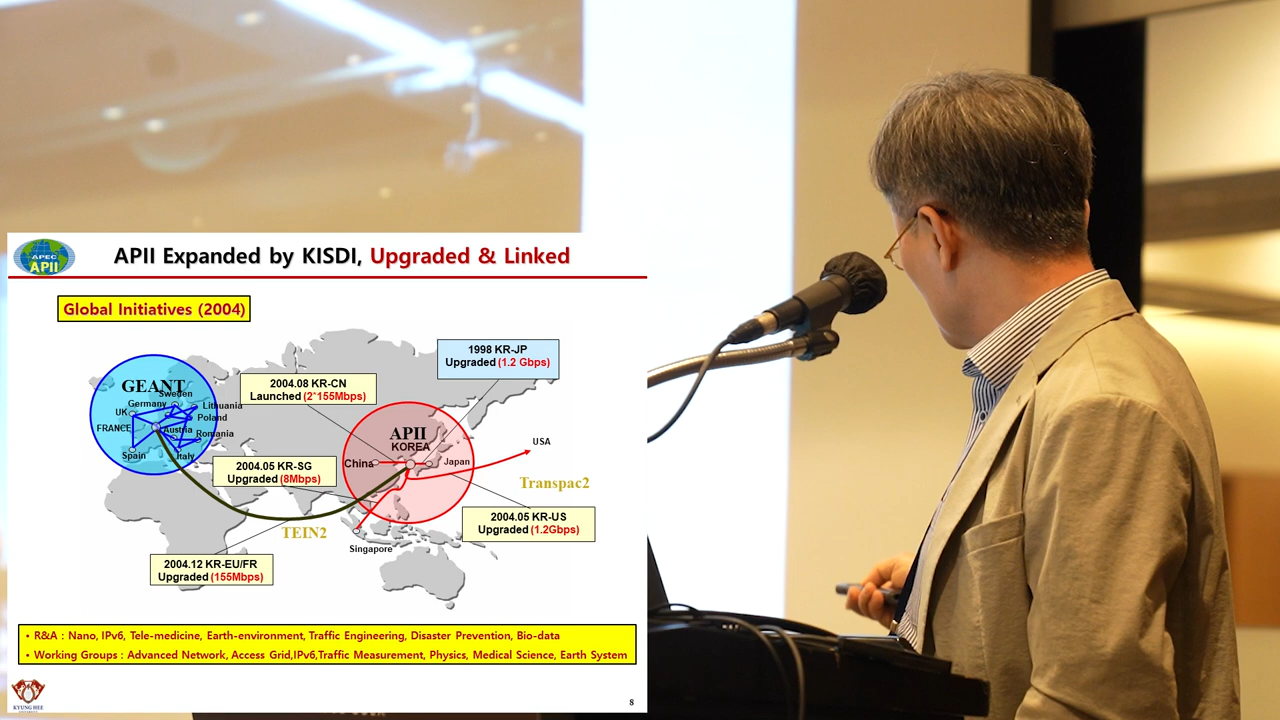 APEC
APII
APII Expanded by KISDI, Upgraded & Linked
Global Initiatives (2004)
1998 KR-JP
Upgraded (1.2 Gbps)
2004.08 KR-CN
Launched (2*155Mbps)
GEANT
Sweden
Germany
Lithuania
UK
Poland
FRANCE
Austria
Romania
Spain
Italy
APII
KOREA
China
Japan
USA
2004.05 KR-SG
Upgraded (8Mbps)
Transpac2
TEIN2
2004.05 KR-US
Upgraded (1.2Gbps)
Singapore
2004.12 KR-EU/FR
Upgraded (155Mbps)
• R&A : Nano, IPv6, Tele-medicine, Earth-environment, Traffic Engineering, Disaster Prevention, Bio-data
• Working Groups : Advanced Network, Access Grid,IPv6,Traffic Measurement, Physics, Medical Science, Earth System
KYUNG HEE
UNIVERSITY
8